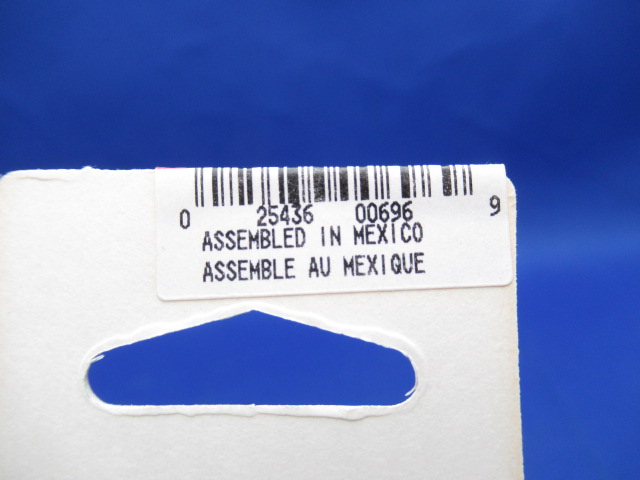 0 25436 00696 9
ASSEMBLED IN MEXICO
ASSEMBLE AU MEXIQUE